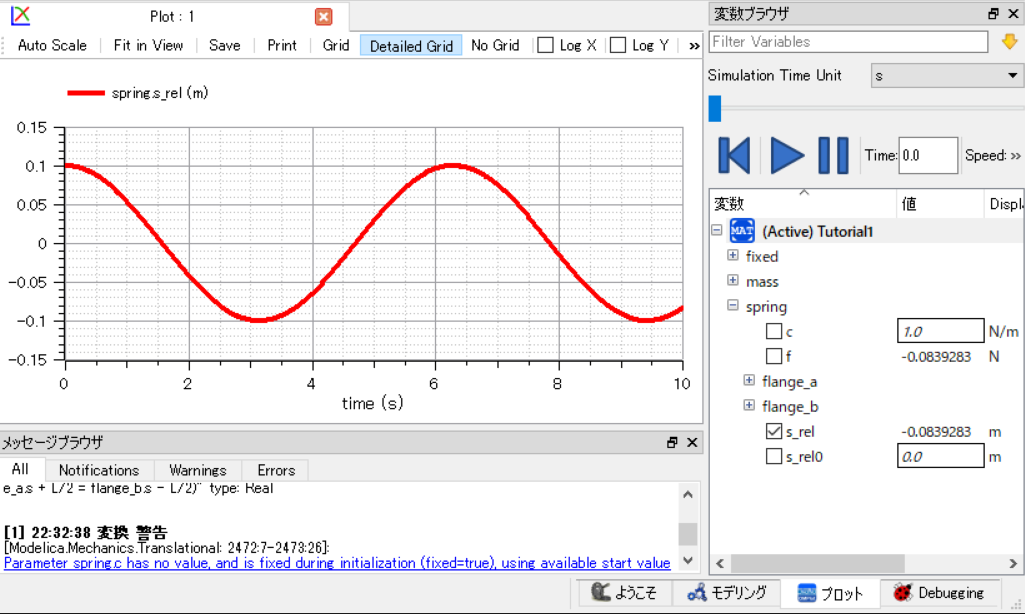 Plot : 1
Auto Scale Fit in View Save Print Grid Detailed Grid No Grid Log X Log Y »
spring.s_rel (m)
0.15
0.1
0.05
0
-0.05
-0.1
-0.15
0 2 4 6 8 10
time (s)
メッセージブラウザ
All Notifications Warnings Errors
e_a.s + L/2 = flange_b.s - L/2)" type: Real
[1] 22:32:38 変換 警告
[Modelica.Mechanics.Translational: 2472:7-2473:26]:
Parameter spring.c has no value, and is fixed during initialization (fixed=true), using available start value
変数ブラウザ
Filter Variables
Simulation Time Unit s
Time: 0.0 Speed: »
変数 値 Displ
MAT (Active) Tutorial1
fixed
mass
spring
c 1.0 N/m
f -0.0839283 N
flange_a
flange_b
s_rel -0.0839283 m
s_rel0 0.0 m
ようこそ モデリング プロット Debugging